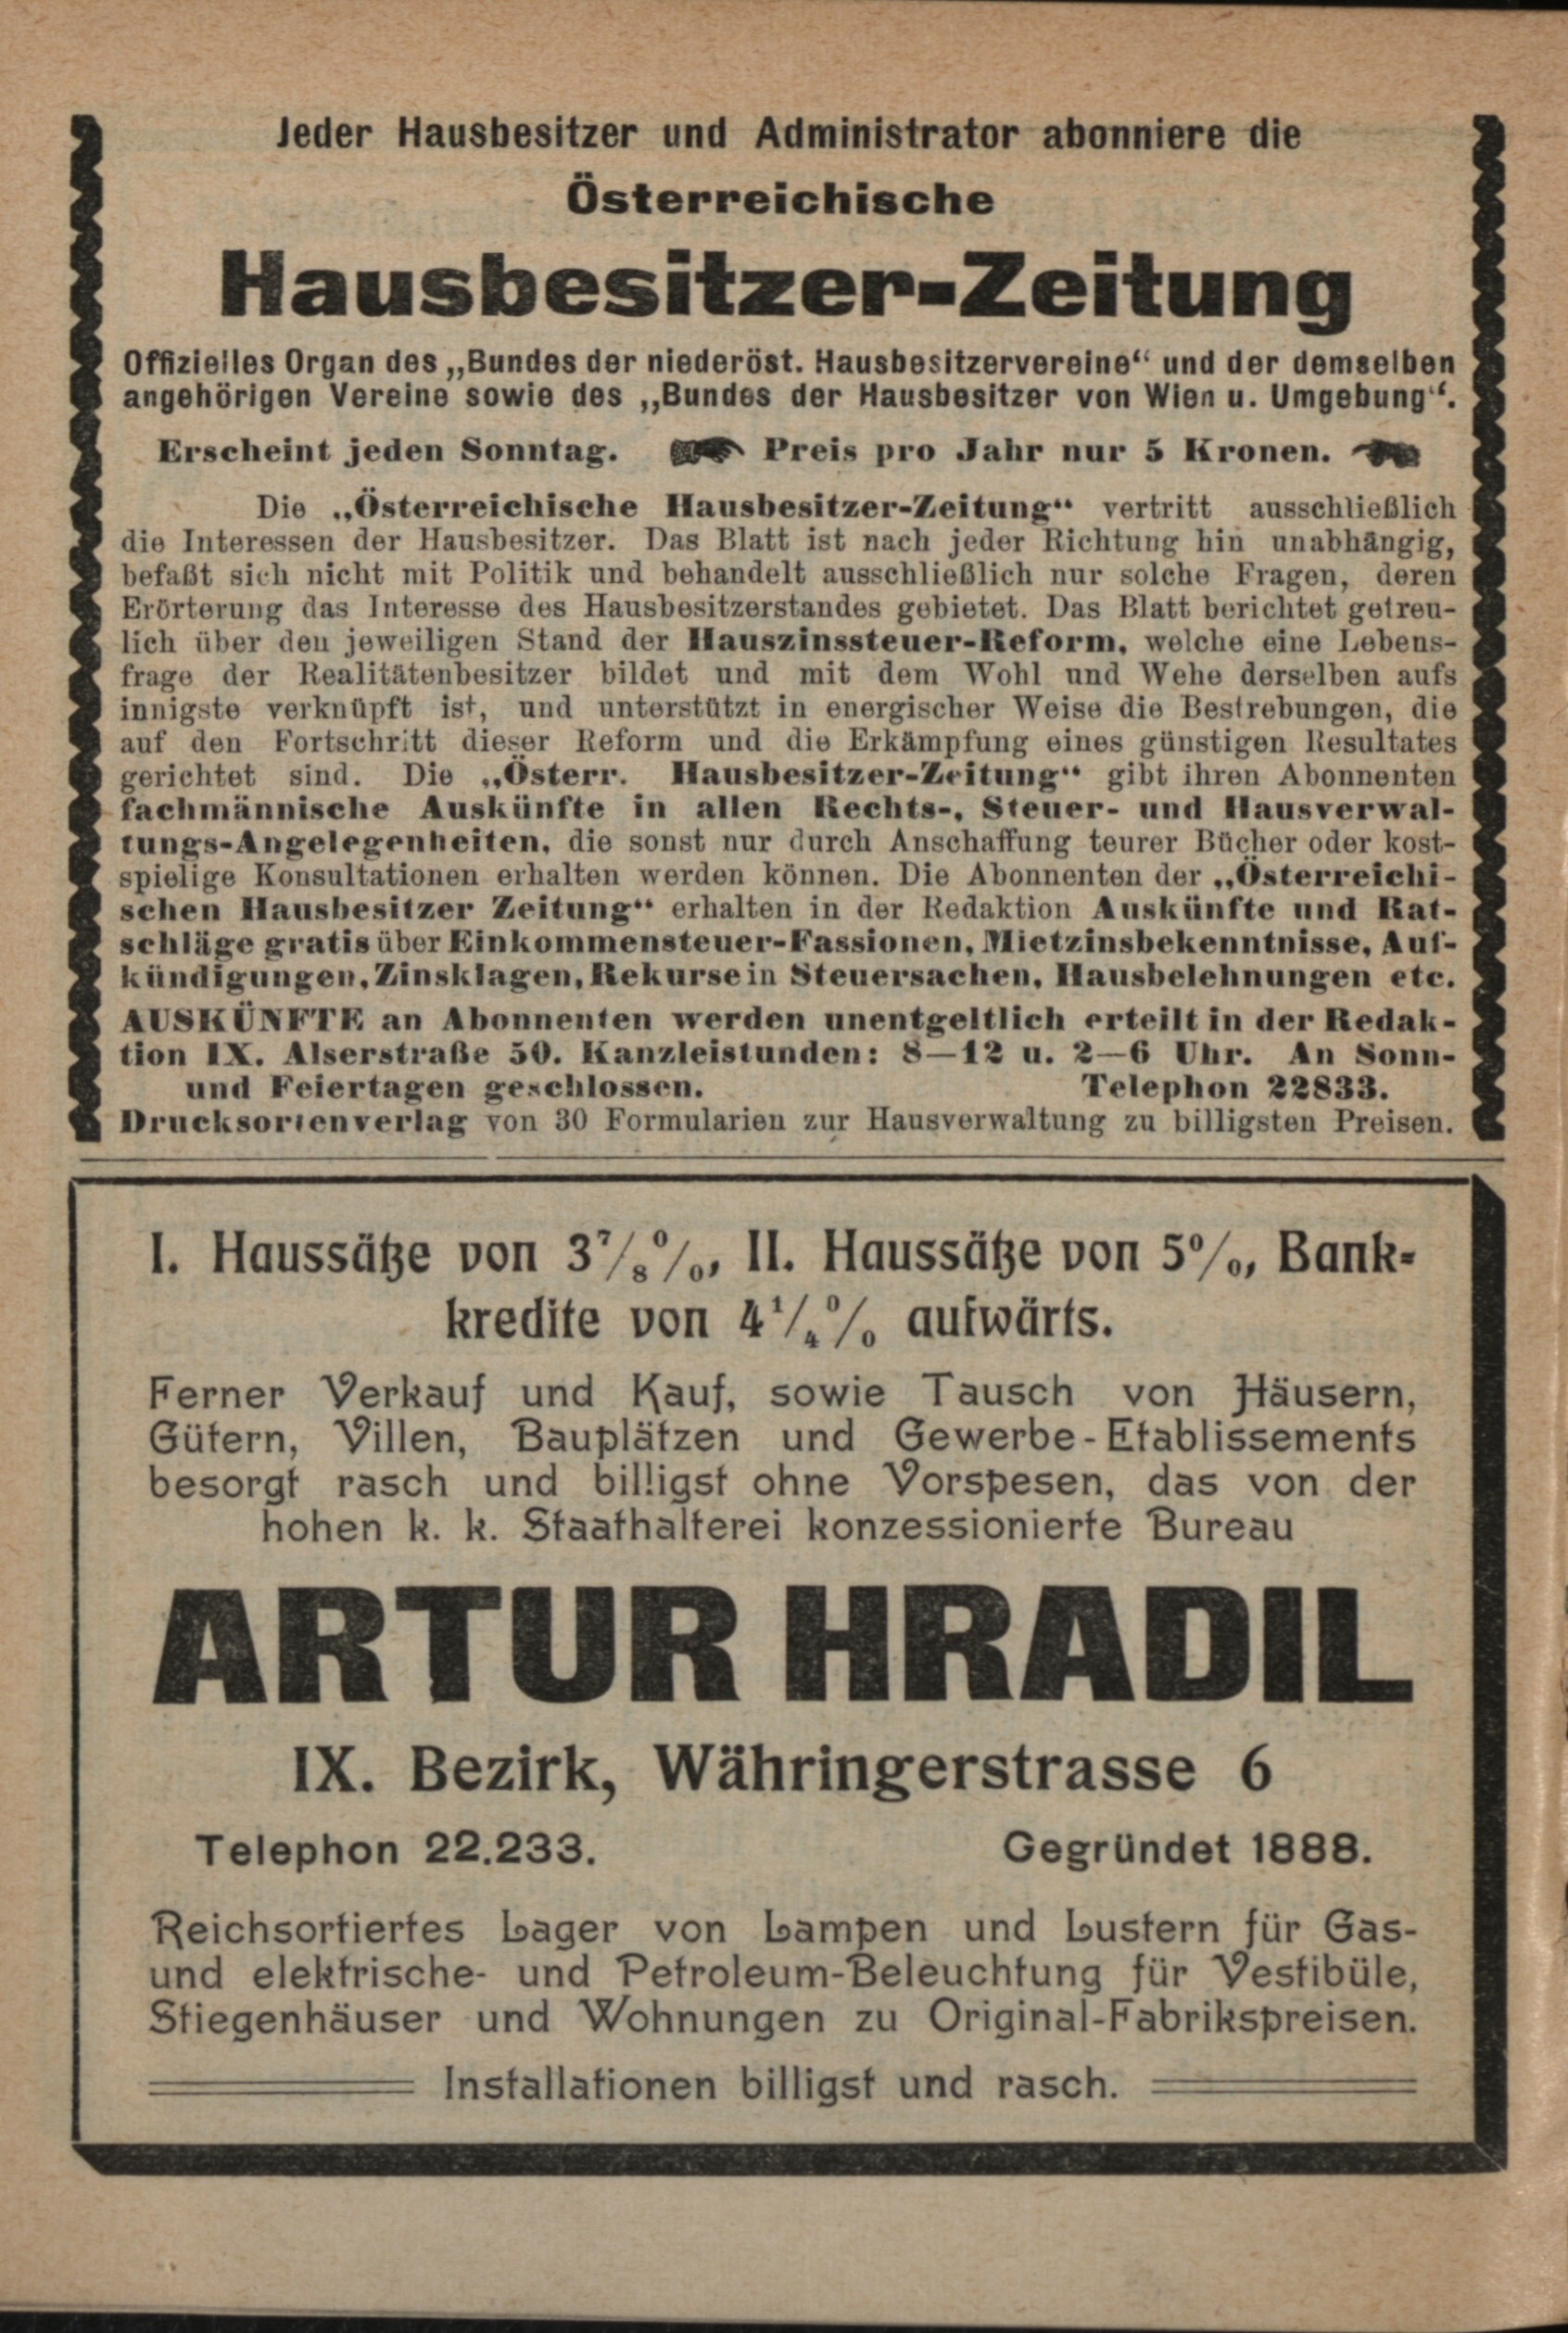 Jeder Hausbesitzer und Administrator abonniere die
Österreichische
Hausbesitzer-Zeitung
Offizielles Organ des „Bundes der niederöst. Hausbesitzervereine“ und der demselben
angehörigen Vereine sowie des „Bundes der Hausbesitzer von Wien u. Umgebung“.
Erscheint jeden Sonntag. Preis pro Jahr nur 5 Kronen.
Die „Österreichische Hausbesitzer-Zeitung“ vertritt ausschließlich
die Interessen der Hausbesitzer. Das Blatt ist nach jeder Richtung hin unabhängig,
befaßt sich nicht mit Politik und behandelt ausschließlich nur solche Fragen, deren
Erörterung das Interesse des Hausbesitzerstandes gebietet. Das Blatt berichtet getreu-
lich über den jeweiligen Stand der Hauszinssteuer-Reform, welche eine Lebens-
frage der Realitätenbesitzer bildet und mit dem Wohl und Wehe derselben aufs
innigste verknüpft ist, und unterstützt in energischer Weise die Bestrebungen, die
auf den Fortschritt dieser Reform und die Erkämpfung eines günstigen Resultates
gerichtet sind. Die „Österr. Hausbesitzer-Zeitung“ gibt ihren Abonnenten
fachmännische Auskünfte in allen Rechts-, Steuer- und Hausverwal-
tungs-Angelegenheiten, die sonst nur durch Anschaffung teurer Bücher oder kost-
spielige Konsultationen erhalten werden können. Die Abonnenten der „Österreichi-
schen Hausbesitzer Zeitung“ erhalten in der Redaktion Auskünfte und Rat-
schläge gratis über Einkommensteuer-Fassionen, Mietzinsbekenntnisse, Auf-
kündigungen, Zinsklagen, Rekurse in Steuersachen, Hausbelehnungen etc.
AUSKÜNFTE an Abonnenten werden unentgeltlich erteilt in der Redak-
tion IX. Alserstraße 50. Kanzleistunden: 8—12 u. 2—6 Uhr. An Sonn-
und Feiertagen geschlossen. Telephon 22833.
Drucksortenverlag von 30 Formularien zur Hausverwaltung zu billigsten Preisen.
I. Haussätze von 3⁷/₈%, II. Haussätze von 5%, Bank-
kredite von 4¹/₄% aufwärts.
Ferner Verkauf und Kauf, sowie Tausch von Häusern,
Gütern, Villen, Bauplätzen und Gewerbe-Etablissements
besorgt rasch und billigst ohne Vorspesen, das von der
hohen k. k. Staathalterei konzessionierte Bureau
ARTUR HRADIL
IX. Bezirk, Währingerstrasse 6
Telephon 22.233. Gegründet 1888.
Reichsortiertes Lager von Lampen und Lustern für Gas-
und elektrische- und Petroleum-Beleuchtung für Vestibüle,
Stiegenhäuser und Wohnungen zu Original-Fabrikspreisen.
Installationen billigst und rasch.